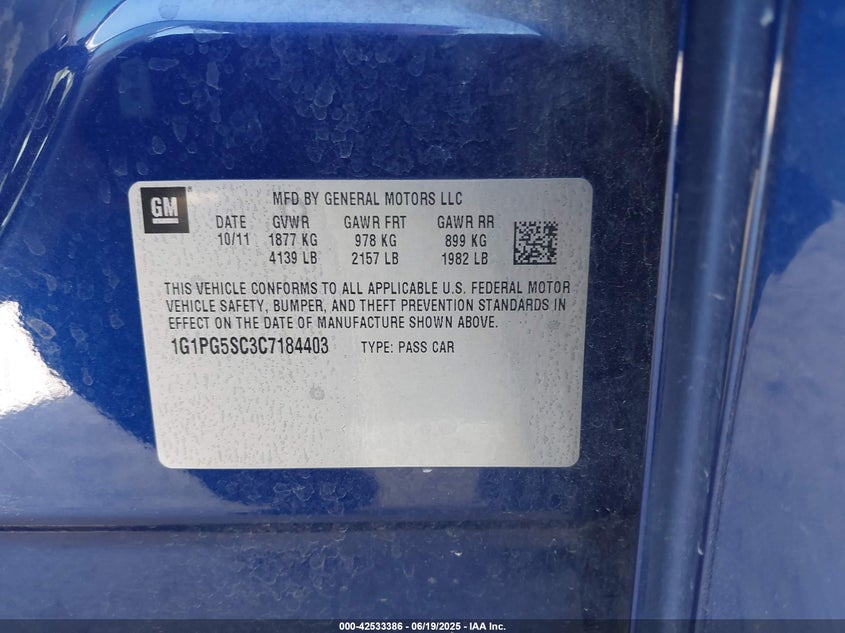 GM
MFD BY GENERAL MOTORS LLC
DATE GVWR GAWR FRT GAWR RR
10/11 1877 KG 978 KG 899 KG
4139 LB 2157 LB 1982 LB
THIS VEHICLE CONFORMS TO ALL APPLICABLE U.S. FEDERAL MOTOR
VEHICLE SAFETY, BUMPER, AND THEFT PREVENTION STANDARDS IN
EFFECT ON THE DATE OF MANUFACTURE SHOWN ABOVE.
1G1PG5SC3C7184403 TYPE: PASS CAR
000-42533386 - 06/19/2025 - IAA Inc.